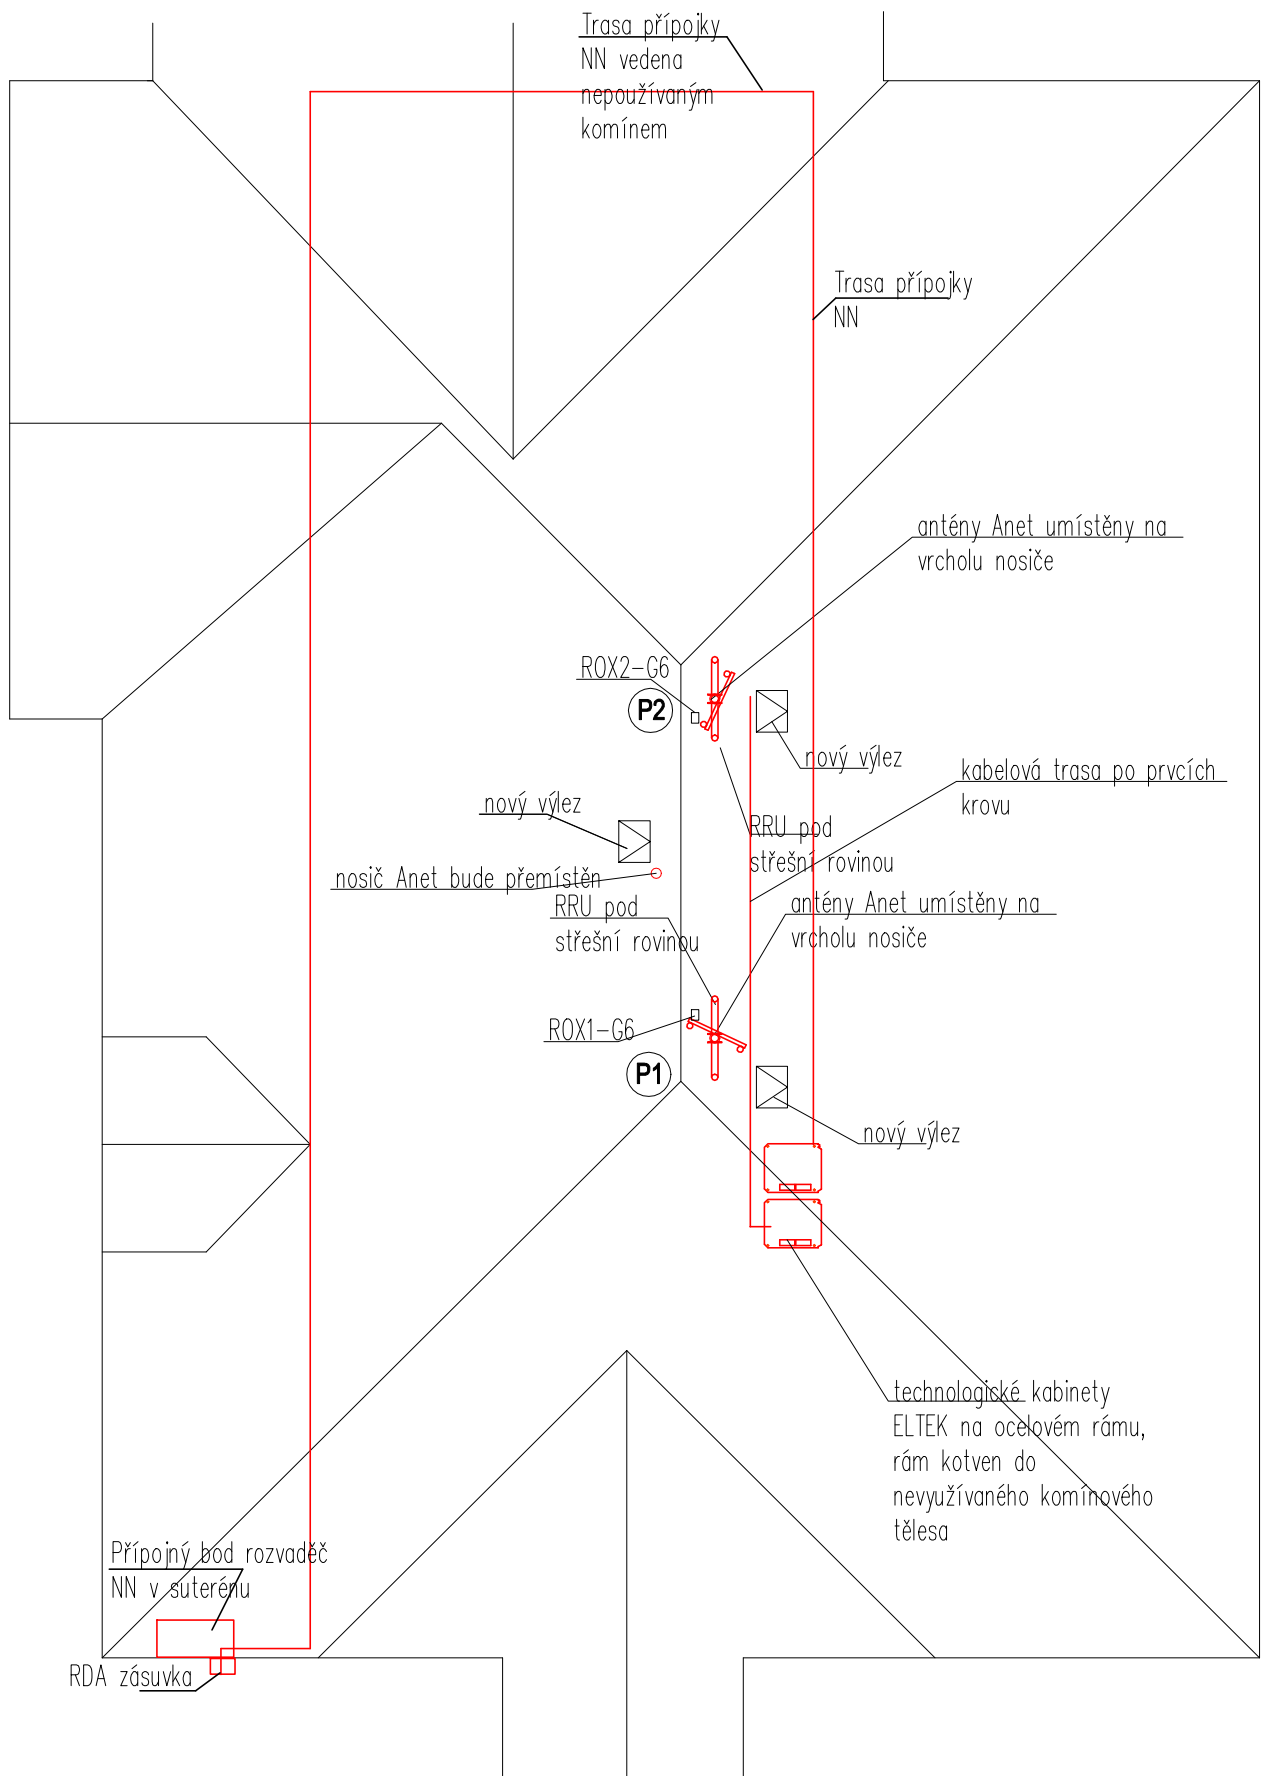 Trasa přípojky
NN vedena
nepoužívaným
komínem
Trasa přípojky
NN
antény Anet umístěny na
vrcholu nosiče
ROX2-G6
P2
nový výlez
kabelová trasa po prvcích
krovu
nový výlez
RRU pod
střešní rovinou
nosič Anet bude přemístěn
RRU pod
střešní rovinou
antény Anet umístěny na
vrcholu nosiče
ROX1-G6
P1
nový výlez
technologické kabinety
ELTEK na ocelovém rámu,
rám kotven do
nevyužívaného komínového
tělesa
Přípojný bod rozvaděč
NN v suterénu
RDA zásuvka